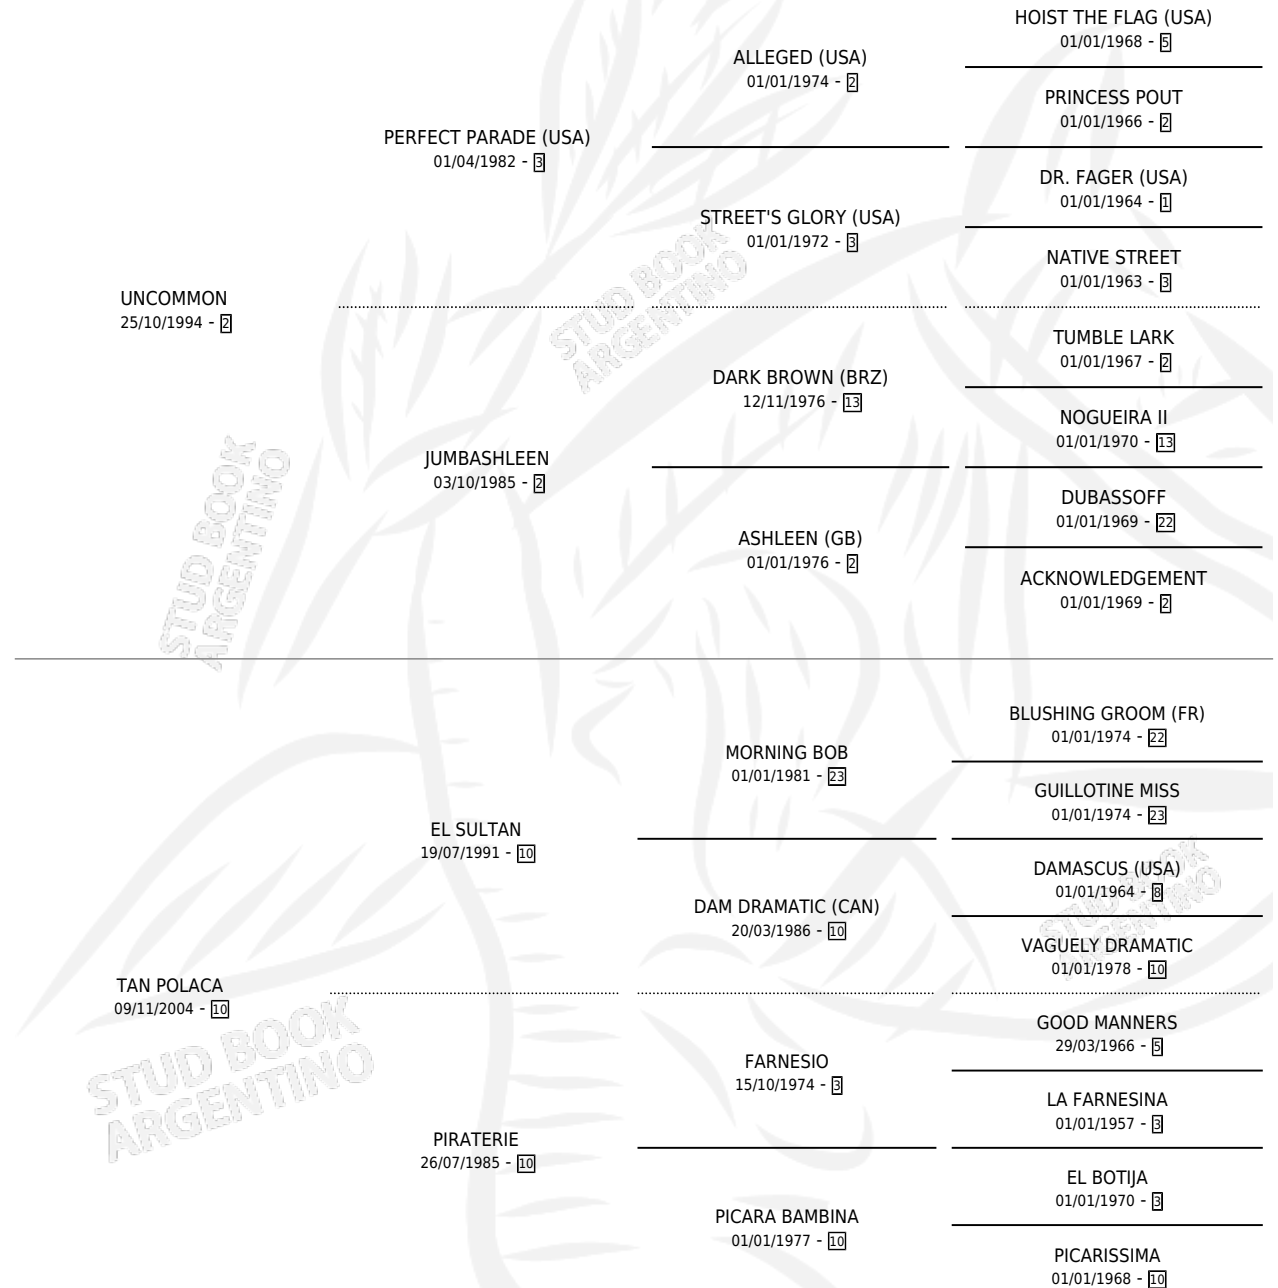 HOIST THE FLAG (USA)
01/01/1968 - 5
ALLEGED (USA)
01/01/1974 - 2
PRINCESS POUT
01/01/1966 - 2
PERFECT PARADE (USA)
01/04/1982 - 3
DR. FAGER (USA)
01/01/1964 - 1
STREET'S GLORY (USA)
01/01/1972 - 3
NATIVE STREET
01/01/1963 - 3
UNCOMMON
25/10/1994 - 2
TUMBLE LARK
01/01/1967 - 2
DARK BROWN (BRZ)
12/11/1976 - 13
NOGUEIRA II
01/01/1970 - 13
JUMBASHLEEN
03/10/1985 - 2
DUBASSOFF
01/01/1969 - 22
ASHLEEN (GB)
01/01/1976 - 2
ACKNOWLEDGEMENT
01/01/1969 - 2
BLUSHING GROOM (FR)
01/01/1974 - 22
MORNING BOB
01/01/1981 - 23
GUILLOTINE MISS
01/01/1974 - 23
EL SULTAN
19/07/1991 - 10
DAMASCUS (USA)
01/01/1964 - 8
DAM DRAMATIC (CAN)
20/03/1986 - 10
VAGUELY DRAMATIC
01/01/1978 - 10
TAN POLACA
09/11/2004 - 10
GOOD MANNERS
29/03/1966 - 5
FARNESIO
15/10/1974 - 3
LA FARNESINA
01/01/1957 - 3
PIRATERIE
26/07/1985 - 10
EL BOTIJA
01/01/1970 - 3
PICARA BAMBINA
01/01/1977 - 10
PICARISSIMA
01/01/1968 - 10
STUD BOOK
ARGENTINO
STUD BOOK
ARGENTINO
STUD BOOK
ARGENTINO
STUD BOOK
ARGENTINO